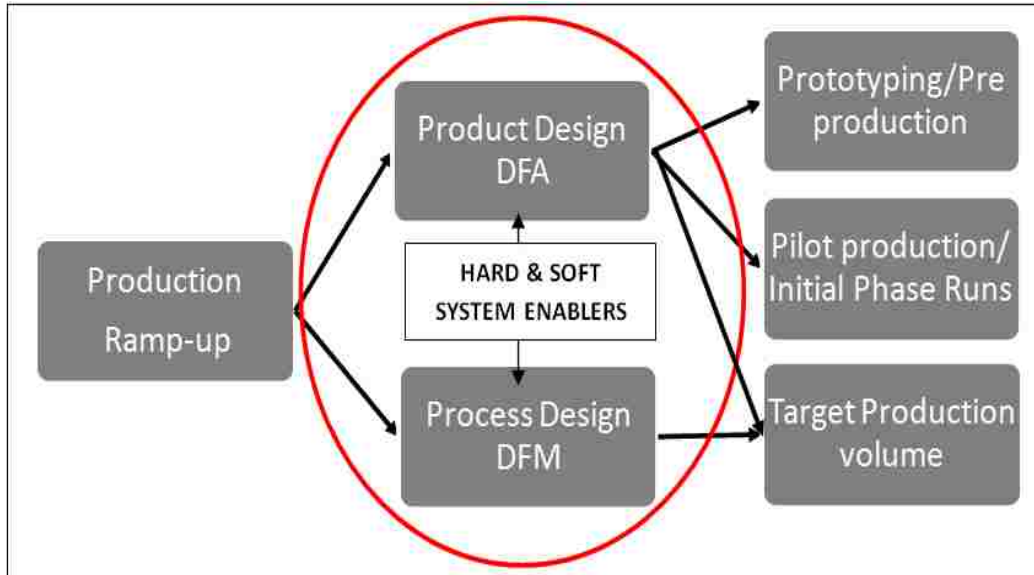 Production
Ramp-up
Product Design
DFA
HARD & SOFT
SYSTEM ENABLERS
Process Design
DFM
Prototyping/Pre
production
Pilot production/
Initial Phase Runs
Target Production
volume